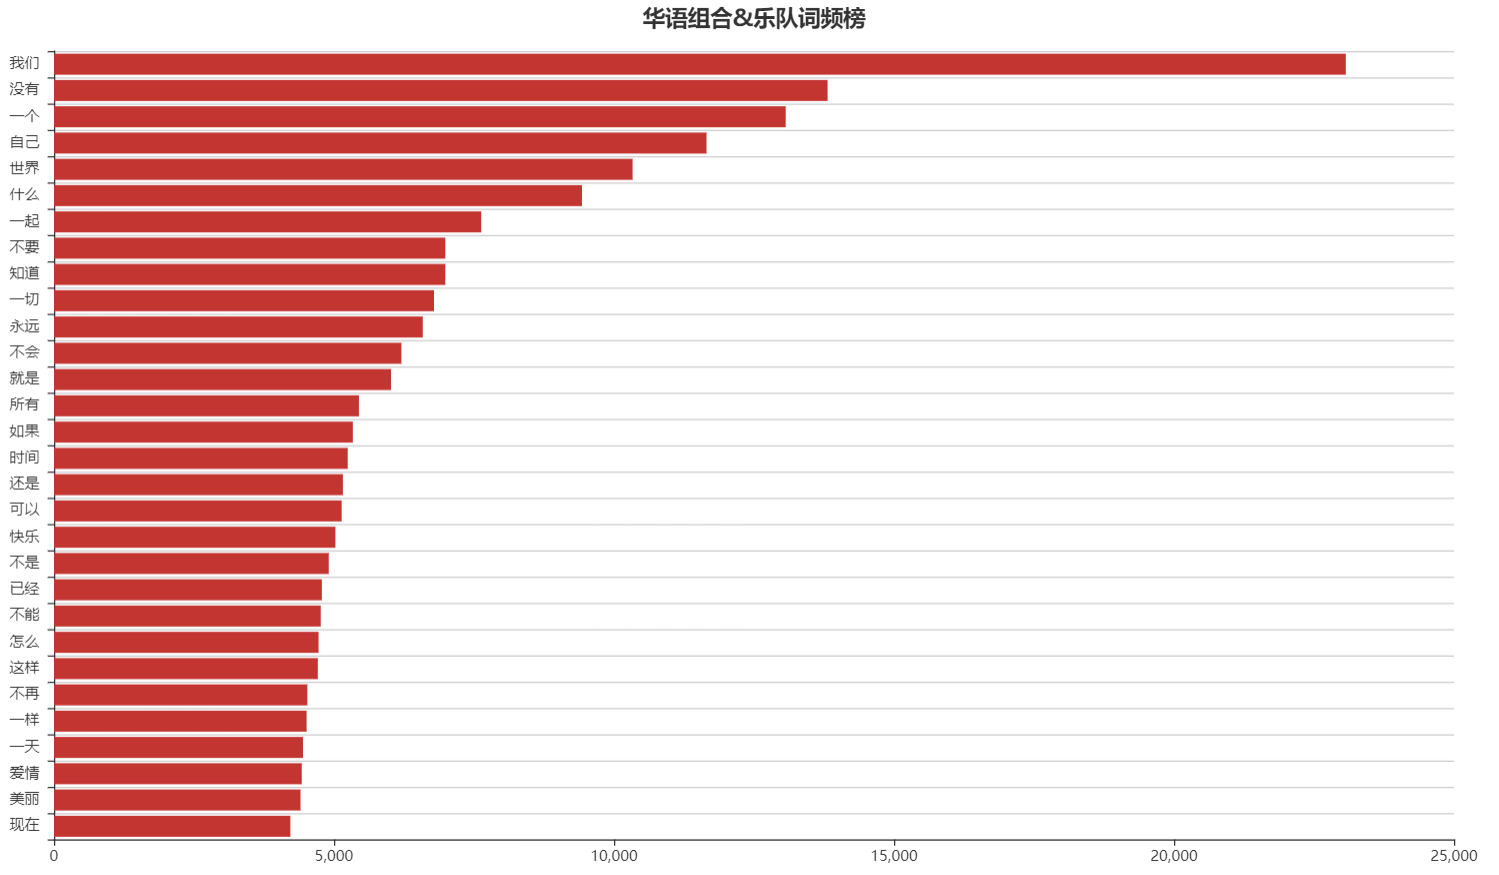 华语组合&乐队词频榜
我们
没有
一个
自己
世界
什么
一起
不要
知道
一切
永远
不会
就是
所有
如果
时间
还是
可以
快乐
不是
已经
不能
怎么
这样
不再
一样
一天
爱情
美丽
现在
0 5,000 10,000 15,000 20,000 25,000